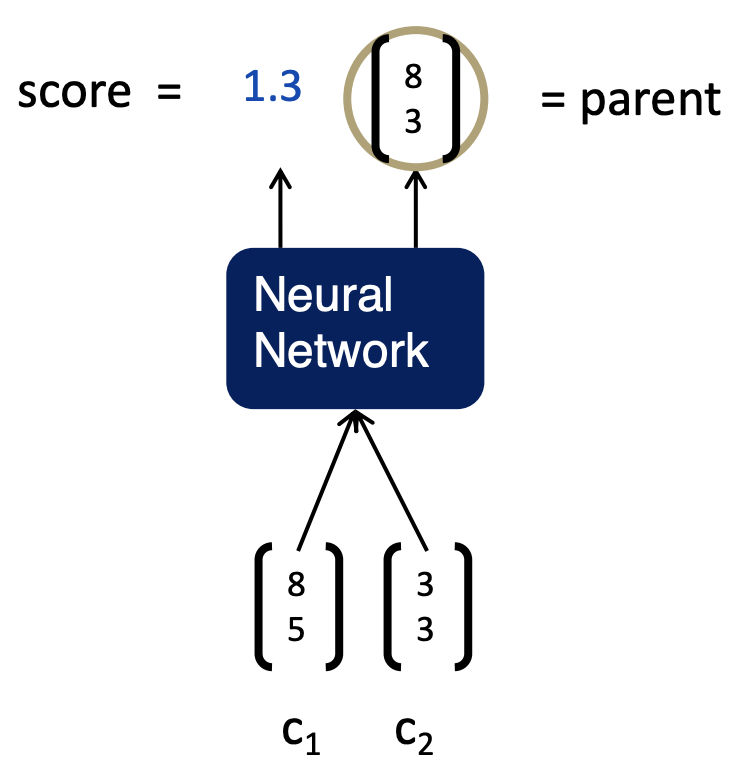 score = 1.3 8 = parent
3
Neural
Network
8 3
5 3
c₁ c₂